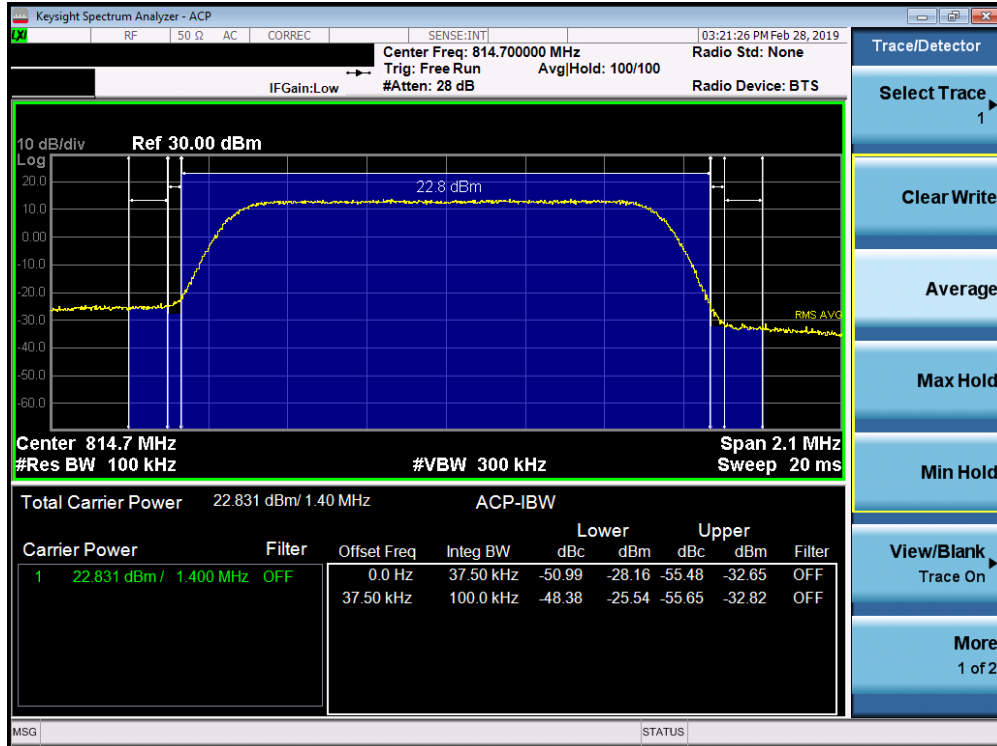 Keysight Spectrum Analyzer - ACP
LXI RF 50 Ω AC CORREC SENSE:INT 03:21:26 PM Feb 28, 2019
Center Freq: 814.700000 MHz Radio Std: None
Trig: Free Run Avg|Hold: 100/100
IFGain:Low #Atten: 28 dB Radio Device: BTS
10 dB/div Ref 30.00 dBm
Log
20.0
22.8 dBm
10.0
0.00
-10.0
-20.0
RMS AVG
-30.0
-40.0
-50.0
-60.0
Center 814.7 MHz Span 2.1 MHz
#Res BW 100 kHz #VBW 300 kHz Sweep 20 ms
Total Carrier Power 22.831 dBm/ 1.40 MHz ACP-IBW
Lower Upper
Carrier Power Filter Offset Freq Integ BW dBc dBm dBc dBm Filter
1 22.831 dBm / 1.400 MHz OFF 0.0 Hz 37.50 kHz -50.99 -28.16 -55.48 -32.65 OFF
37.50 kHz 100.0 kHz -48.38 -25.54 -55.65 -32.82 OFF
MSG STATUS
Trace/Detector
Select Trace
1
Clear Write
Average
Max Hold
Min Hold
View/Blank
Trace On
More
1 of 2